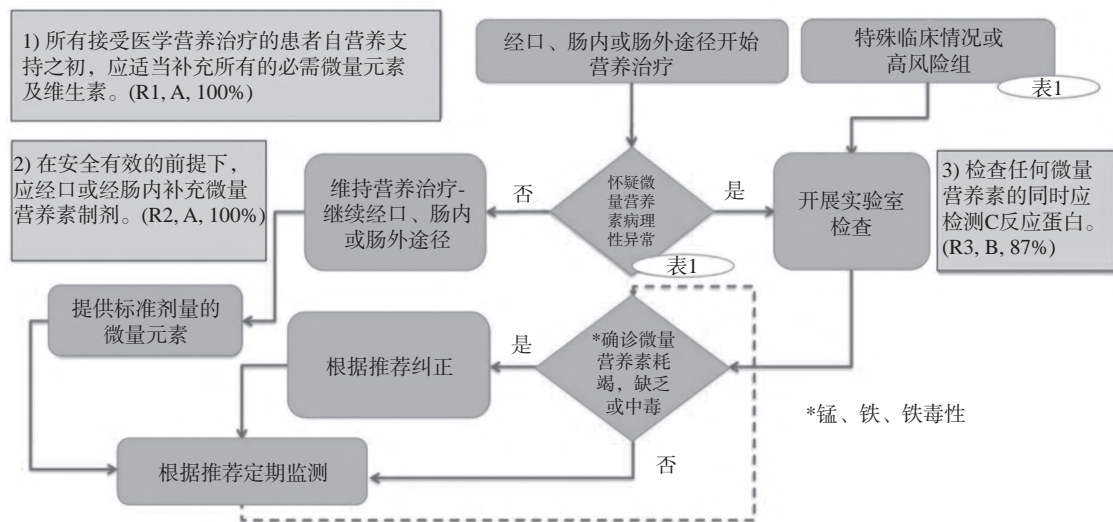 1) 所有接受医学营养治疗的患者自营养支
持之初，应适当补充所有的必需微量元素
及维生素。(R1, A, 100%)
经口、肠内或肠外途径开始
营养治疗
特殊临床情况或
高风险组
表1
2) 在安全有效的前提下，
应经口或经肠内补充微量
营养素制剂。(R2, A, 100%)
维持营养治疗-
继续经口、肠内
或肠外途径
否
怀疑微
量营养
素病理
性异常
是
表1
开展实验室
检查
3) 检查任何微量
营养素的同时应
检测C反应蛋白。
(R3, B, 87%)
提供标准剂量的
微量元素
根据推荐纠正
是
*确诊微量
营养素耗
竭，缺乏
或中毒
否
*锰、铁、铁毒性
根据推荐定期监测